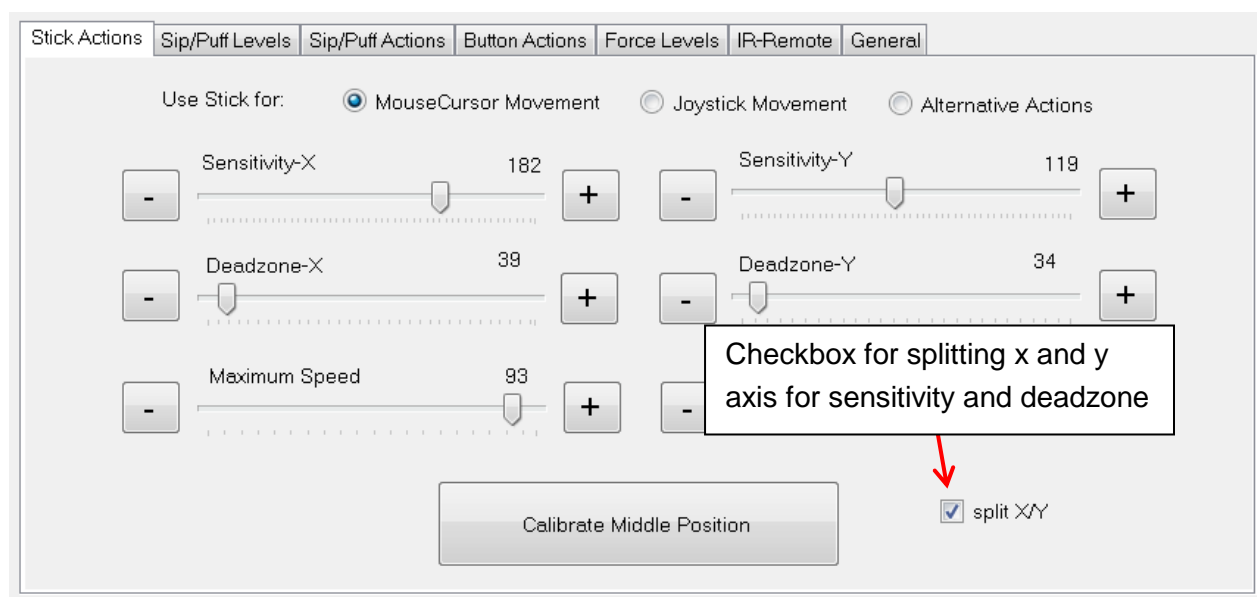 Stick Actions Sip/Puff Levels Sip/Puff Actions Button Actions Force Levels IR-Remote General
Use Stick for: MouseCursor Movement Joystick Movement Alternative Actions
Sensitivity-X 182 Sensitivity-Y 119
- + - +
Deadzone-X 39 Deadzone-Y 34
- + - +
Checkbox for splitting x and y
axis for sensitivity and deadzone
Maximum Speed 93
- + -
Calibrate Middle Position
split X/Y